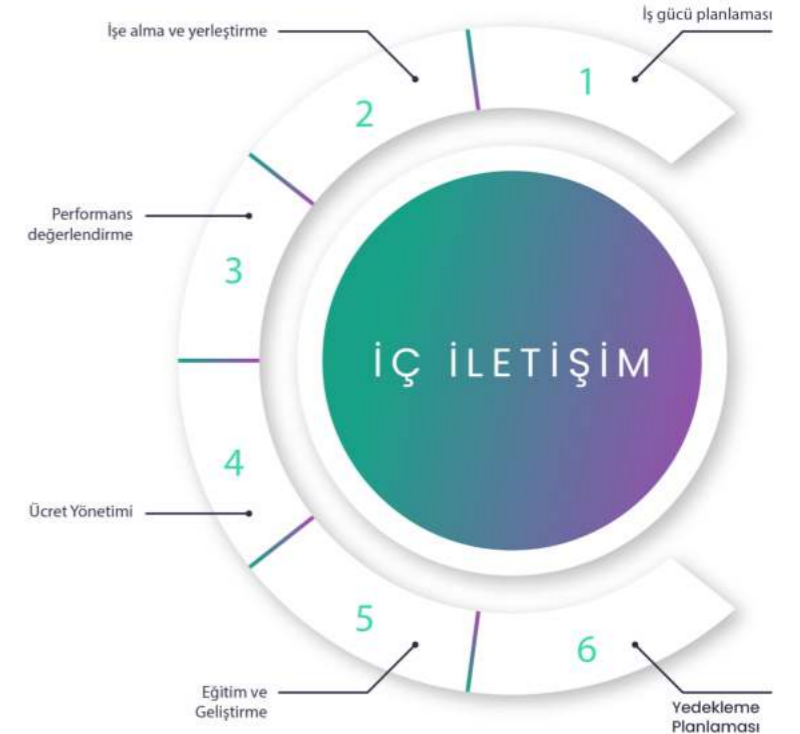 İş gücü planlaması
1
İşe alma ve yerleştirme
2
Performans
değerlendirme
3
İÇ İLETİŞİM
4
Ücret Yönetimi
5
Eğitim ve
Geliştirme
6
Yedekleme
Planlaması